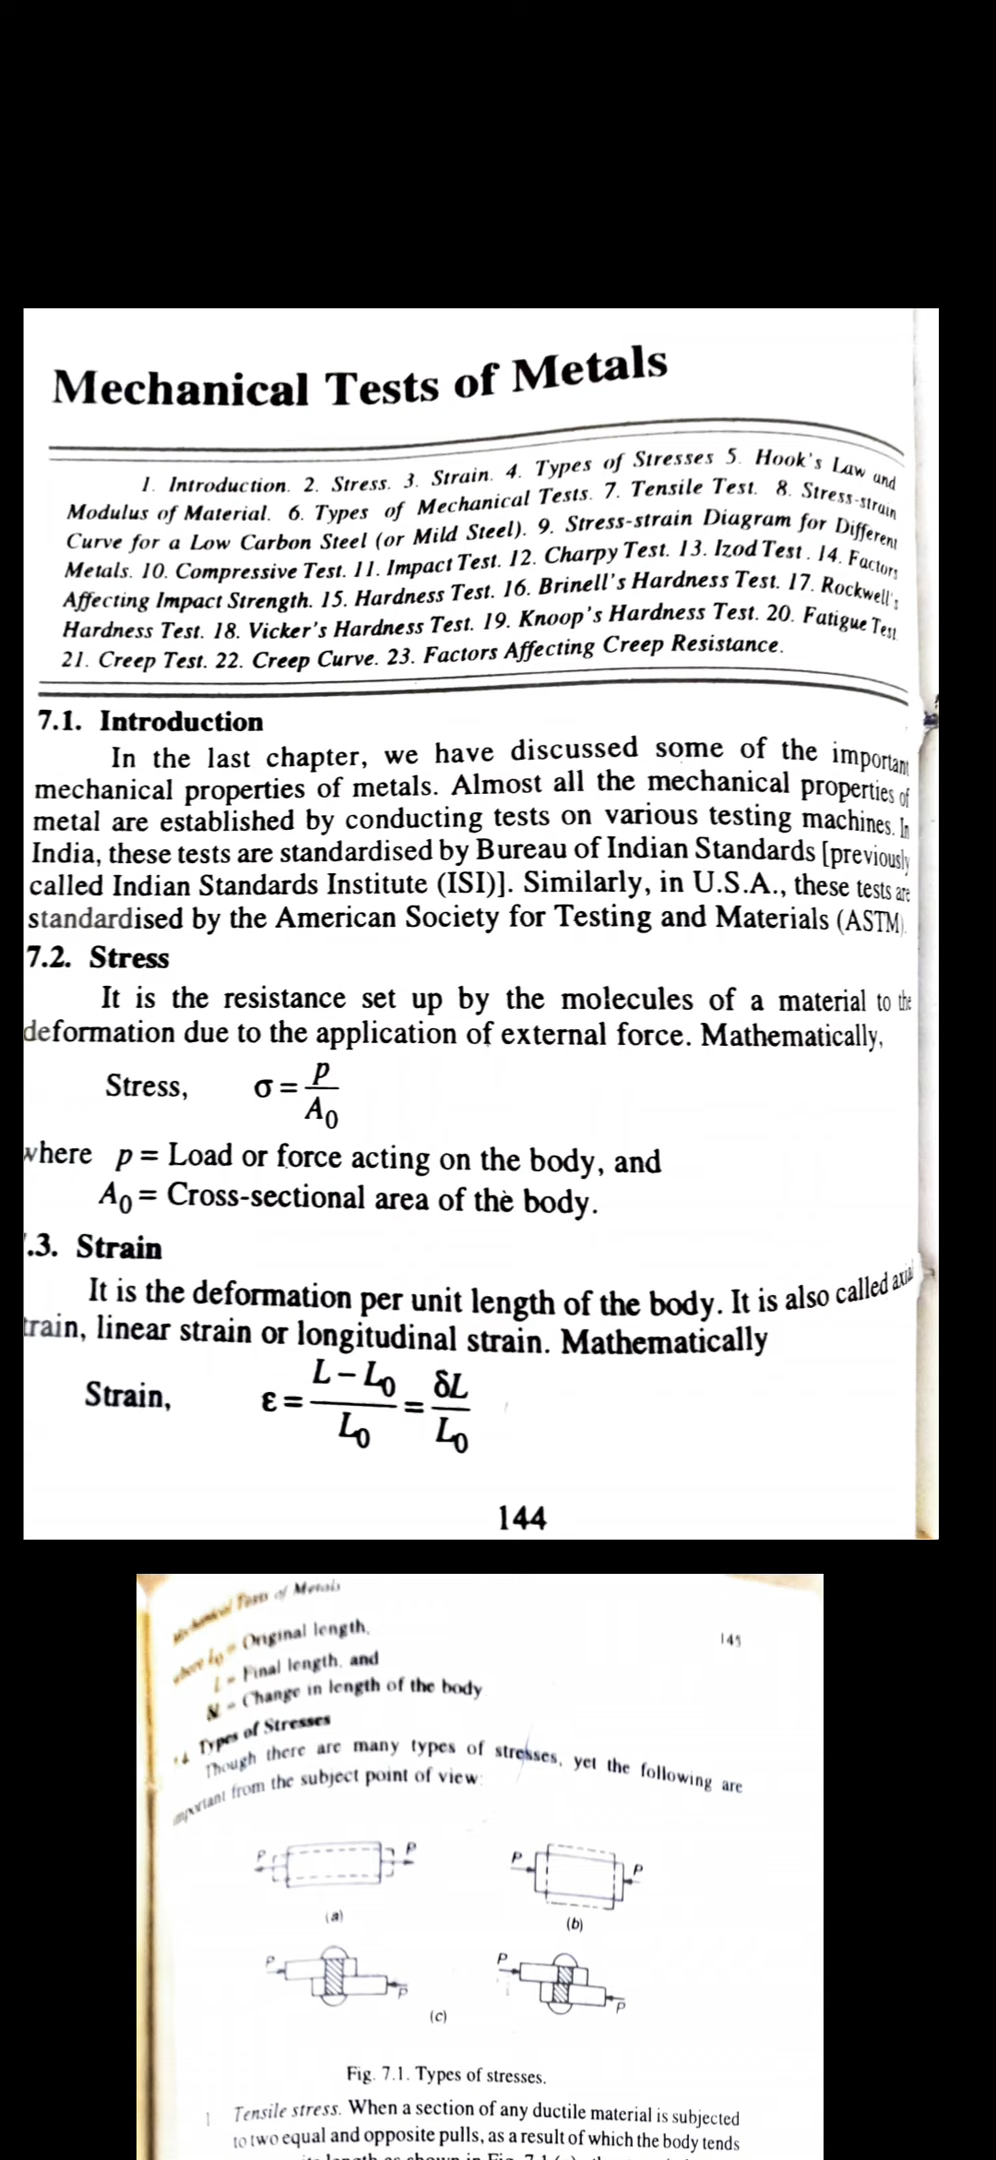 Mechanical Tests of Metals
1. Introduction. 2. Stress. 3. Strain. 4. Types of Stresses 5. Hook's Law and
Modulus of Material. 6. Types of Mechanical Tests. 7. Tensile Test. 8. Stress-strain
Curve for a Low Carbon Steel (or Mild Steel). 9. Stress-strain Diagram for Different
Metals. 10. Compressive Test. 11. Impact Test. 12. Charpy Test. 13. Izod Test. 14. Factors
Affecting Impact Strength. 15. Hardness Test. 16. Brinell's Hardness Test. 17. Rockwell's
Hardness Test. 18. Vicker's Hardness Test. 19. Knoop's Hardness Test. 20. Fatigue Test
21. Creep Test. 22. Creep Curve. 23. Factors Affecting Creep Resistance.
7.1. Introduction
In the last chapter, we have discussed some of the important
mechanical properties of metals. Almost all the mechanical properties of
metal are established by conducting tests on various testing machines. In
India, these tests are standardised by Bureau of Indian Standards [previously
called Indian Standards Institute (ISI)]. Similarly, in U.S.A., these tests are
standardised by the American Society for Testing and Materials (ASTM).
7.2. Stress
It is the resistance set up by the molecules of a material to the
deformation due to the application of external force. Mathematically,
Stress, σ = p/A₀
where p = Load or force acting on the body, and
A₀ = Cross-sectional area of the body.
.3. Strain
It is the deformation per unit length of the body. It is also called axial
train, linear strain or longitudinal strain. Mathematically
Strain, ε = (L − L₀)/L₀ = δL/L₀
144
Mechanical Tests of Metals
145
where L₀ = Original length,
l = Final length, and
δl = Change in length of the body
.4 Types of Stresses
Though there are many types of stresses, yet the following are
important from the subject point of view:
P P P P
(a) (b)
P P P P
(c)
Fig. 7.1. Types of stresses.
1 Tensile stress. When a section of any ductile material is subjected
to two equal and opposite pulls, as a result of which the body tends